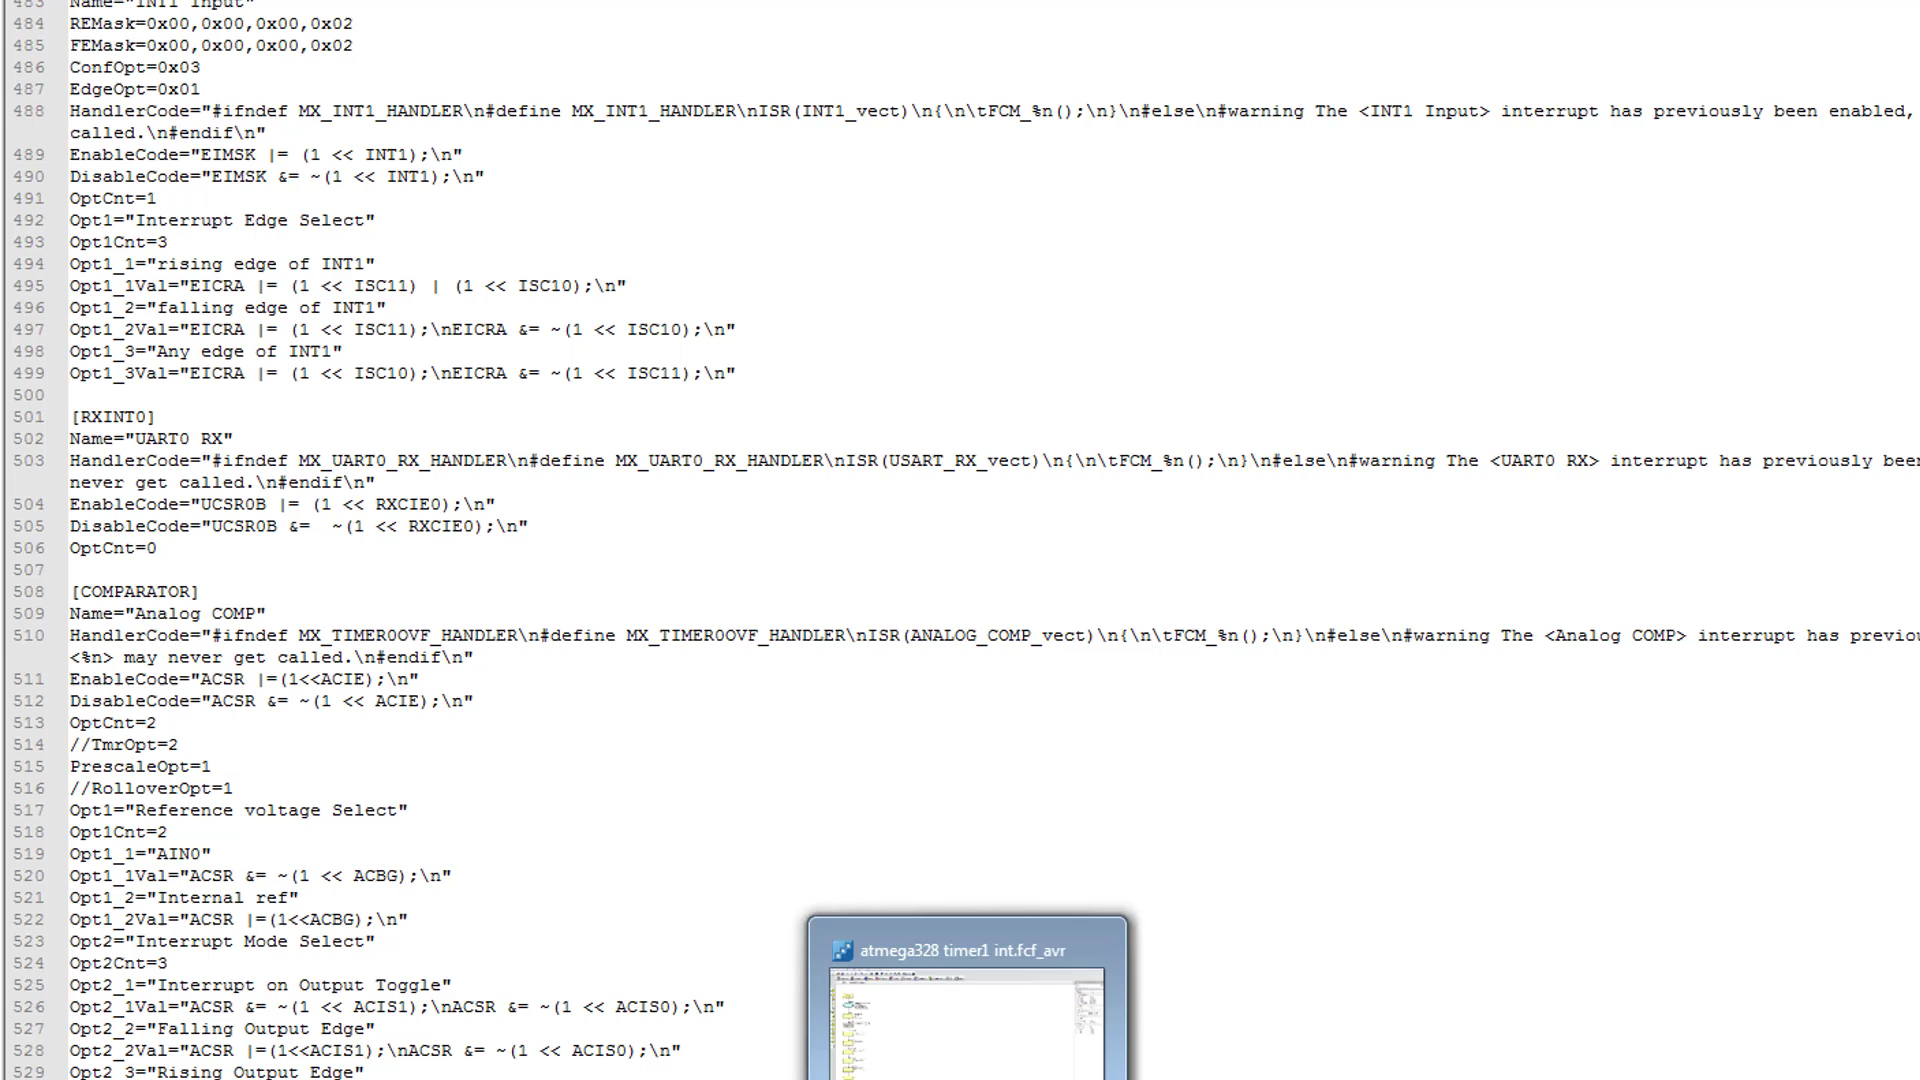 483 Name="INT1 Input"
484 REMask=0x00,0x00,0x00,0x02
485 FEMask=0x00,0x00,0x00,0x02
486 ConfOpt=0x03
487 EdgeOpt=0x01
488 HandlerCode="#ifndef MX_INT1_HANDLER\n#define MX_INT1_HANDLER\nISR(INT1_vect)\n{\n\tFCM_%n();\n}\n#else\n#warning The <INT1 Input> interrupt has previously been enabled,
called.\n#endif\n"
489 EnableCode="EIMSK |= (1 << INT1);\n"
490 DisableCode="EIMSK &= ~(1 << INT1);\n"
491 OptCnt=1
492 Opt1="Interrupt Edge Select"
493 Opt1Cnt=3
494 Opt1_1="rising edge of INT1"
495 Opt1_1Val="EICRA |= (1 << ISC11) | (1 << ISC10);\n"
496 Opt1_2="falling edge of INT1"
497 Opt1_2Val="EICRA |= (1 << ISC11);\nEICRA &= ~(1 << ISC10);\n"
498 Opt1_3="Any edge of INT1"
499 Opt1_3Val="EICRA |= (1 << ISC10);\nEICRA &= ~(1 << ISC11);\n"
500
501 [RXINT0]
502 Name="UART0 RX"
503 HandlerCode="#ifndef MX_UART0_RX_HANDLER\n#define MX_UART0_RX_HANDLER\nISR(USART_RX_vect)\n{\n\tFCM_%n();\n}\n#else\n#warning The <UART0 RX> interrupt has previously been
never get called.\n#endif\n"
504 EnableCode="UCSR0B |= (1 << RXCIE0);\n"
505 DisableCode="UCSR0B &=  ~(1 << RXCIE0);\n"
506 OptCnt=0
507
508 [COMPARATOR]
509 Name="Analog COMP"
510 HandlerCode="#ifndef MX_TIMER0OVF_HANDLER\n#define MX_TIMER0OVF_HANDLER\nISR(ANALOG_COMP_vect)\n{\n\tFCM_%n();\n}\n#else\n#warning The <Analog COMP> interrupt has previou
<%n> may never get called.\n#endif\n"
511 EnableCode="ACSR |=(1<<ACIE);\n"
512 DisableCode="ACSR &= ~(1 << ACIE);\n"
513 OptCnt=2
514 //TmrOpt=2
515 PrescaleOpt=1
516 //RolloverOpt=1
517 Opt1="Reference voltage Select"
518 Opt1Cnt=2
519 Opt1_1="AIN0"
520 Opt1_1Val="ACSR &= ~(1 << ACBG);\n"
521 Opt1_2="Internal ref"
522 Opt1_2Val="ACSR |=(1<<ACBG);\n"
523 Opt2="Interrupt Mode Select"
524 Opt2Cnt=3
525 Opt2_1="Interrupt on Output Toggle"
526 Opt2_1Val="ACSR &= ~(1 << ACIS1);\nACSR &= ~(1 << ACIS0);\n"
527 Opt2_2="Falling Output Edge"
528 Opt2_2Val="ACSR |=(1<<ACIS1);\nACSR &= ~(1 << ACIS0);\n"
529 Opt2_3="Rising Output Edge"
atmega328 timer1 int.fcf_avr